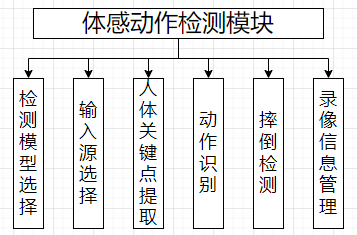 体感动作检测模块
检测模型选择
输入源选择
人体关键点提取
动作识别
摔倒检测
录像信息管理